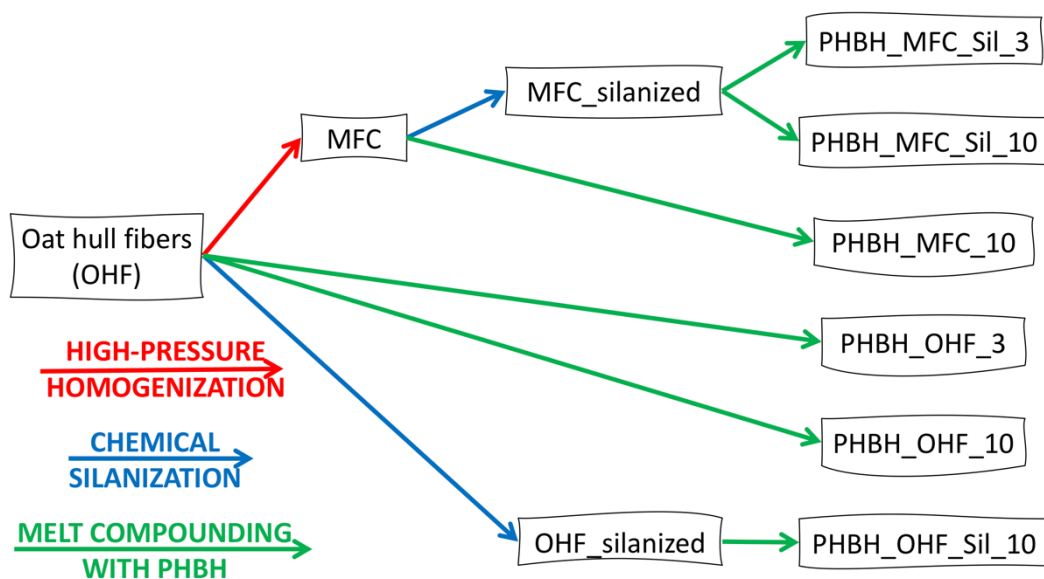 PHBH_MFC_Sil_3
MFC_silanized
MFC
PHBH_MFC_Sil_10
Oat hull fibers
(OHF)
PHBH_MFC_10
PHBH_OHF_3
HIGH-PRESSURE
HOMOGENIZATION
PHBH_OHF_10
CHEMICAL
SILANIZATION
MELT COMPOUNDING
WITH PHBH
OHF_silanized
PHBH_OHF_Sil_10